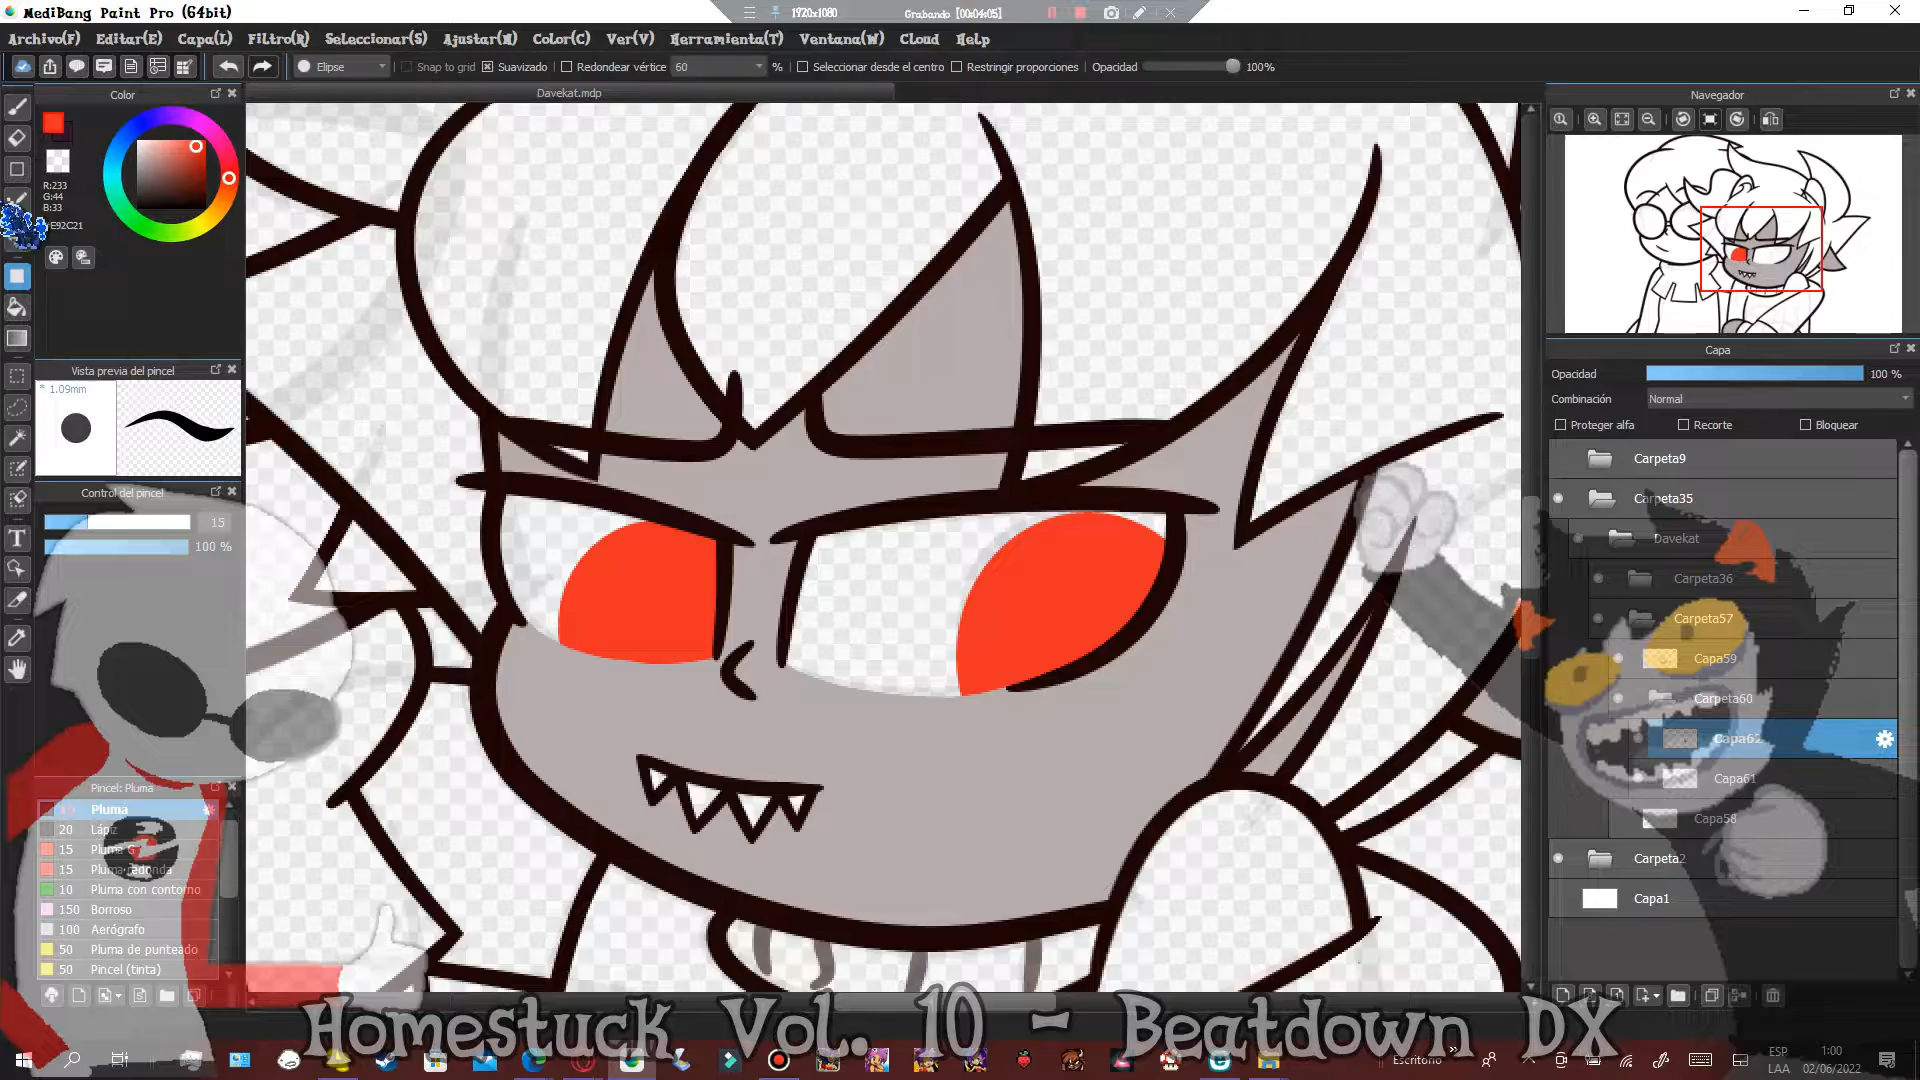 MediBang Paint Pro (64bit)
1920x1080
Grabando [00:04:05]
Archivo(F) Editar(E) Capa(L) Filtro(R) Seleccionar(S) Ajustar(N) Color(C) Ver(V) Herramienta(T) Ventana(W) Cloud Help
Elipse
Snap to grid
Suavizado
Redondear vértice
60
%
Seleccionar desde el centro
Restringir proporciones
Opacidad
100%
Color
Davekat.mdp
Navegador
R:233
G:44
B:33
E92C21
Vista previa del pincel
* 1.09mm
Control del pincel
15
100 %
Pincel: Pluma
Pluma
20 Lápiz
15 Pluma G
15 Pluma redonda
10 Pluma con contorno
150 Borroso
100 Aerógrafo
50 Pluma de punteado
50 Pincel (tinta)
Capa
Opacidad 100 %
Combinación Normal
Proteger alfa Recorte Bloquear
Carpeta9
Carpeta35
Davekat
Carpeta36
Carpeta57
Capa59
Carpeta60
Capa62
Capa61
Capa58
Carpeta2
Capa1
Homestuck Vol. 10 - Beatdown DX
Escritorio
ESP
LAA
1:00
02/06/2022